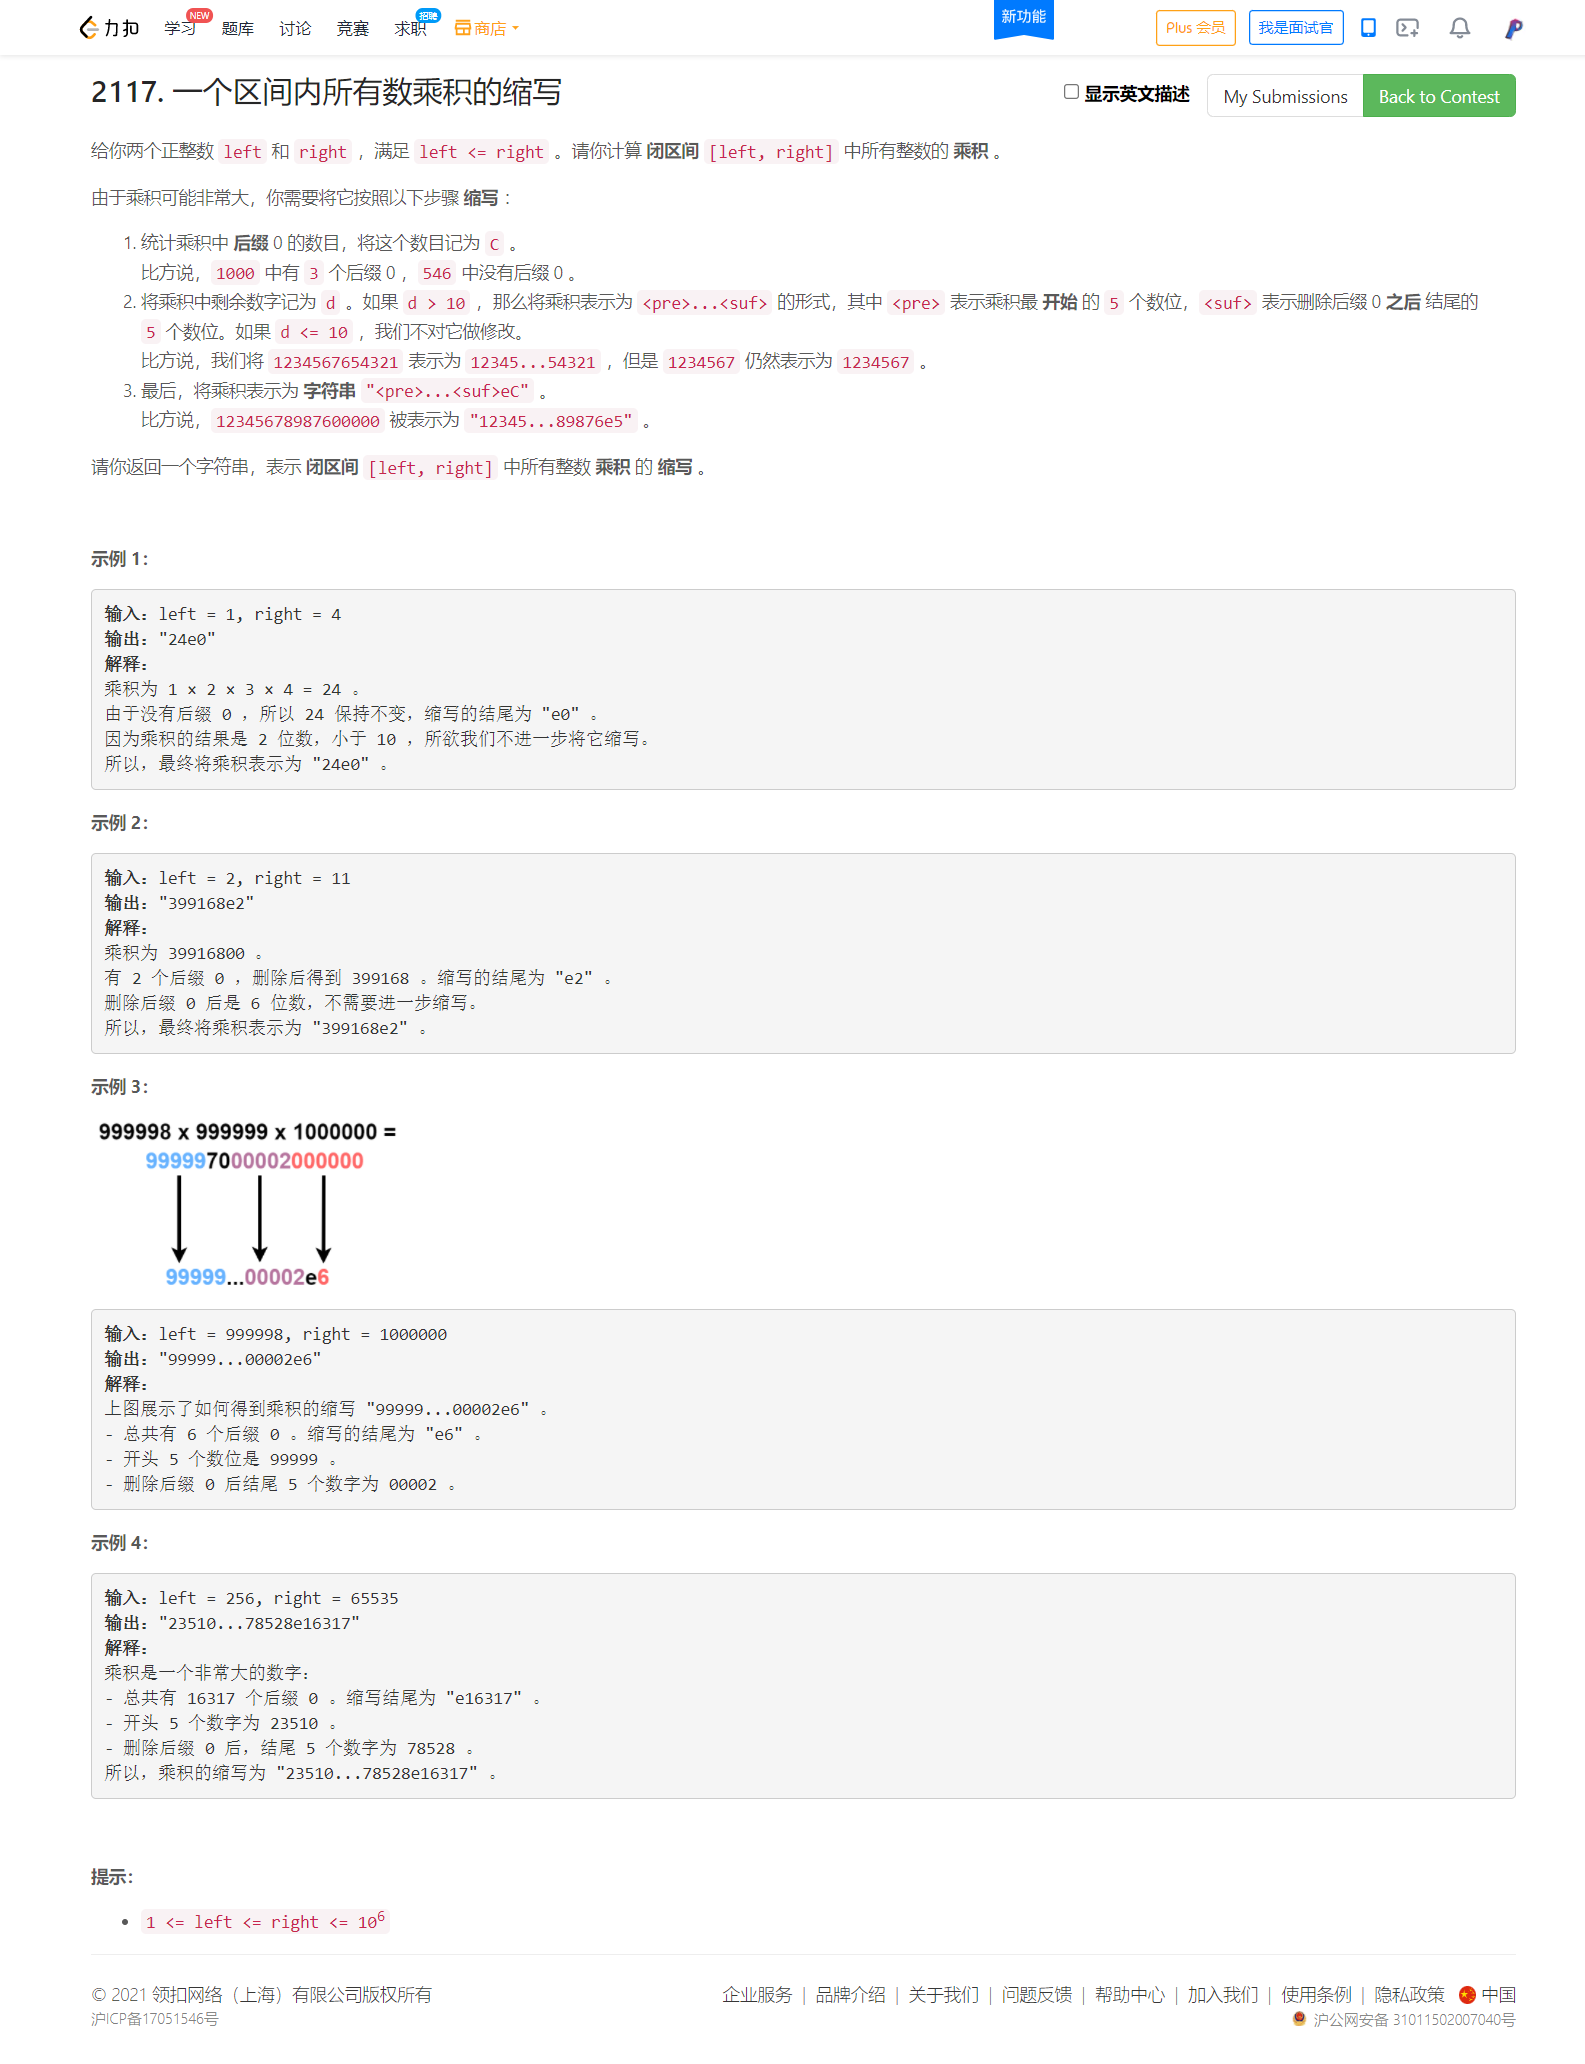 力扣 学习 NEW 题库 讨论 竞赛 求职 招聘 商店 新功能 Plus 会员 我是面试官
2117. 一个区间内所有数乘积的缩写 显示英文描述 My Submissions Back to Contest
给你两个正整数 left 和 right ，满足 left <= right 。请你计算 闭区间 [left, right] 中所有整数的 乘积 。
由于乘积可能非常大，你需要将它按照以下步骤 缩写 ：
1. 统计乘积中 后缀 0 的数目，将这个数目记为 C 。
比方说，1000 中有 3 个后缀 0 ，546 中没有后缀 0 。
2. 将乘积中剩余数字记为 d 。如果 d > 10 ，那么将乘积表示为 <pre>...<suf> 的形式，其中 <pre> 表示乘积最 开始 的 5 个数位，<suf> 表示删除后缀 0 之后 结尾的
5 个数位。如果 d <= 10 ，我们不对它做修改。
比方说，我们将 1234567654321 表示为 12345...54321 ，但是 1234567 仍然表示为 1234567 。
3. 最后，将乘积表示为 字符串 "<pre>...<suf>eC" 。
比方说，12345678987600000 被表示为 "12345...89876e5" 。
请你返回一个字符串，表示 闭区间 [left, right] 中所有整数 乘积 的 缩写 。
示例 1：
输入：left = 1, right = 4
输出："24e0"
解释：
乘积为 1 × 2 × 3 × 4 = 24 。
由于没有后缀 0 ，所以 24 保持不变，缩写的结尾为 "e0" 。
因为乘积的结果是 2 位数，小于 10 ，所欲我们不进一步将它缩写。
所以，最终将乘积表示为 "24e0" 。
示例 2：
输入：left = 2, right = 11
输出："399168e2"
解释：
乘积为 39916800 。
有 2 个后缀 0 ，删除后得到 399168 。缩写的结尾为 "e2" 。
删除后缀 0 后是 6 位数，不需要进一步缩写。
所以，最终将乘积表示为 "399168e2" 。
示例 3：
999998 x 999999 x 1000000 =
999997000002000000
99999...00002e6
输入：left = 999998, right = 1000000
输出："99999...00002e6"
解释：
上图展示了如何得到乘积的缩写 "99999...00002e6" 。
- 总共有 6 个后缀 0 。缩写的结尾为 "e6" 。
- 开头 5 个数位是 99999 。
- 删除后缀 0 后结尾 5 个数字为 00002 。
示例 4：
输入：left = 256, right = 65535
输出："23510...78528e16317"
解释：
乘积是一个非常大的数字：
- 总共有 16317 个后缀 0 。缩写结尾为 "e16317" 。
- 开头 5 个数字为 23510 。
- 删除后缀 0 后，结尾 5 个数字为 78528 。
所以，乘积的缩写为 "23510...78528e16317" 。
提示：
• 1 <= left <= right <= 10⁶
© 2021 领扣网络（上海）有限公司版权所有 企业服务 | 品牌介绍 | 关于我们 | 问题反馈 | 帮助中心 | 加入我们 | 使用条例 | 隐私政策 中国
沪ICP备17051546号 沪公网安备 31011502007040号